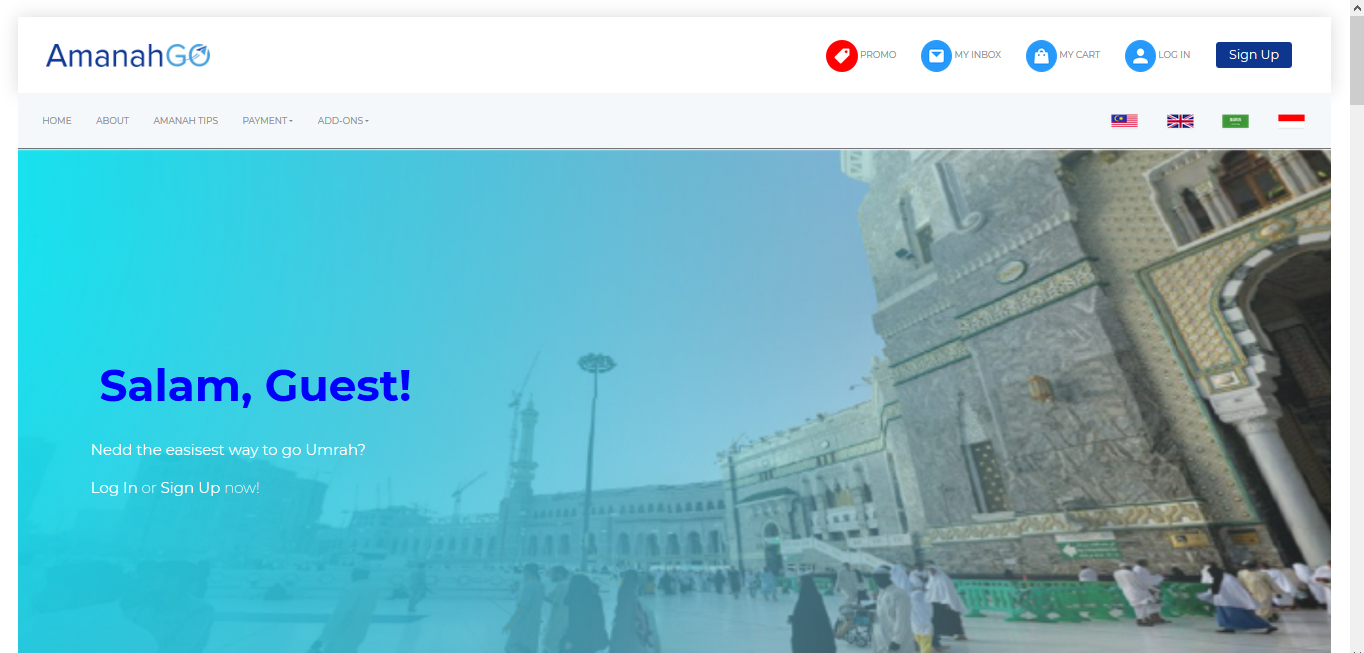 AmanahGO
PROMO
MY INBOX
MY CART
LOG IN
Sign Up
HOME
ABOUT
AMANAH TIPS
PAYMENT
ADD-ONS
Salam, Guest!
Nedd the easisest way to go Umrah?
Log In or Sign Up now!